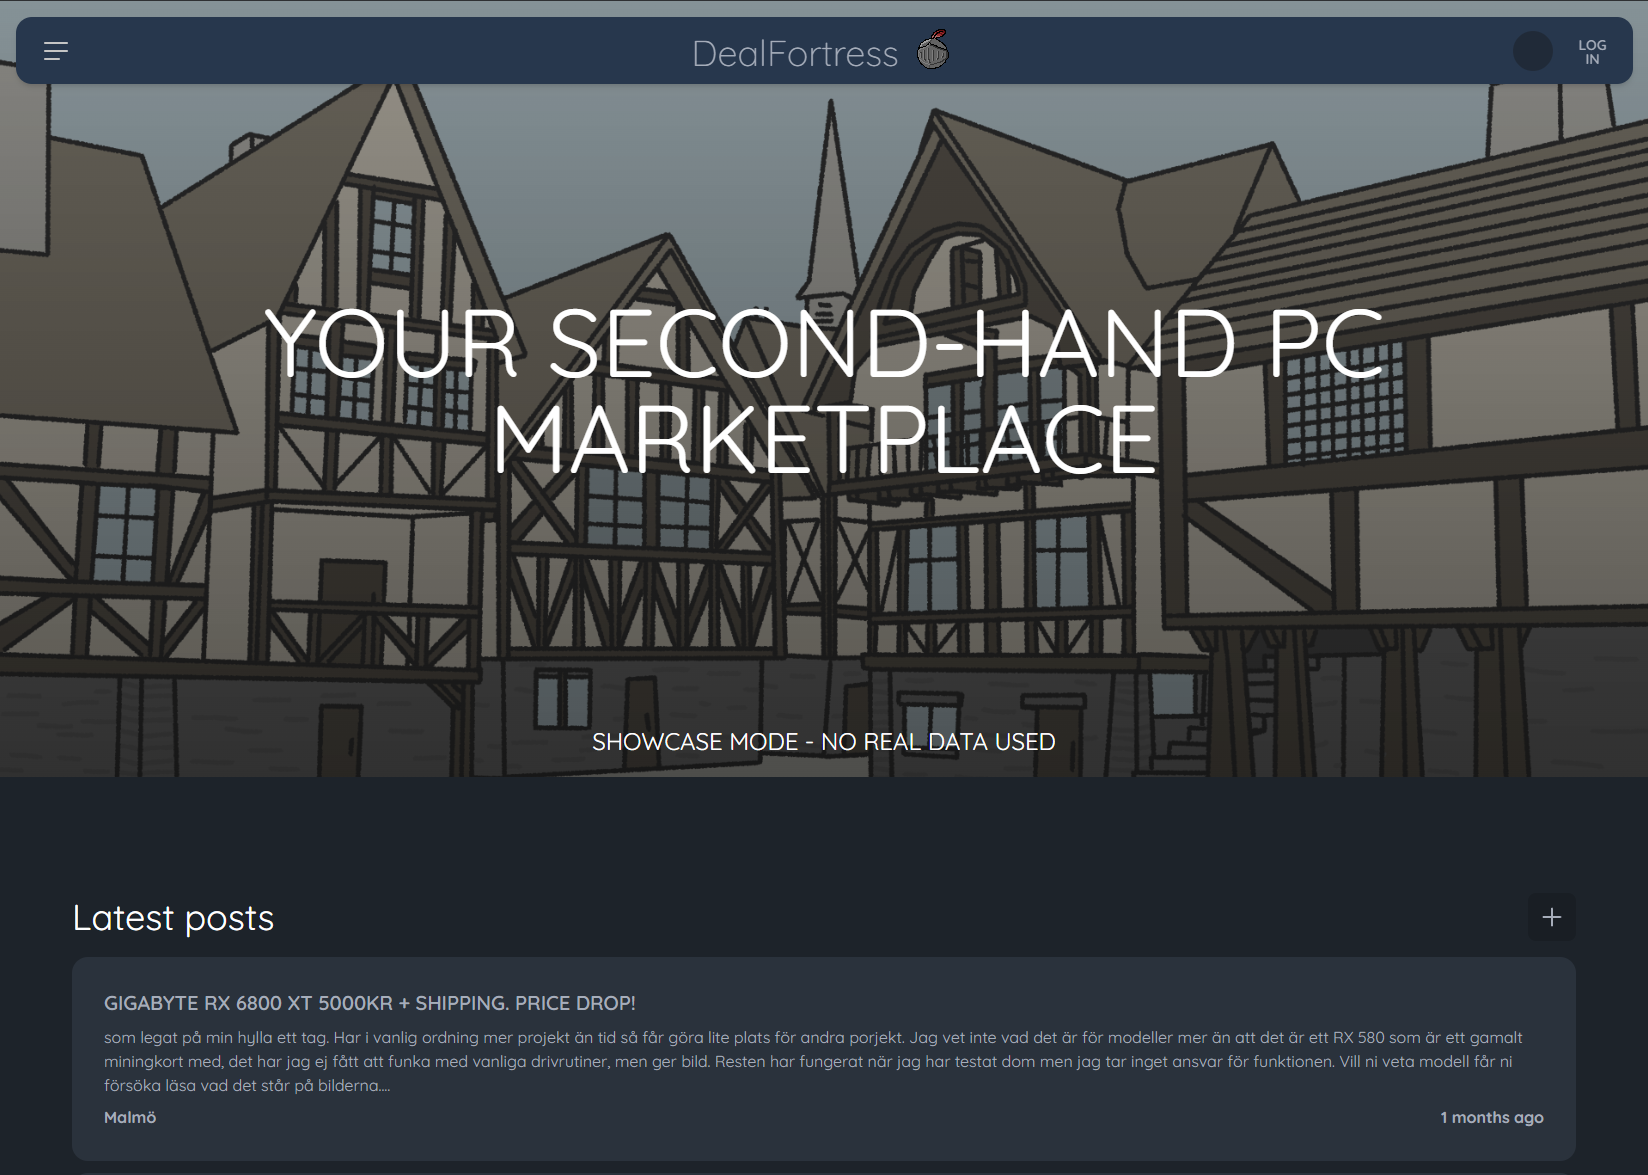 DealFortress
LOG
IN
YOUR SECOND-HAND PC
MARKETPLACE
SHOWCASE MODE - NO REAL DATA USED
Latest posts
GIGABYTE RX 6800 XT 5000KR + SHIPPING. PRICE DROP!
som legat på min hylla ett tag. Har i vanlig ordning mer projekt än tid så får göra lite plats för andra porjekt. Jag vet inte vad det är för modeller mer än att det är ett RX 580 som är ett gamalt
miningkort med, det har jag ej fått att funka med vanliga drivrutiner, men ger bild. Resten har fungerat när jag har testat dom men jag tar inget ansvar för funktionen. Vill ni veta modell får ni
försöka läsa vad det står på bilderna....
Malmö
1 months ago